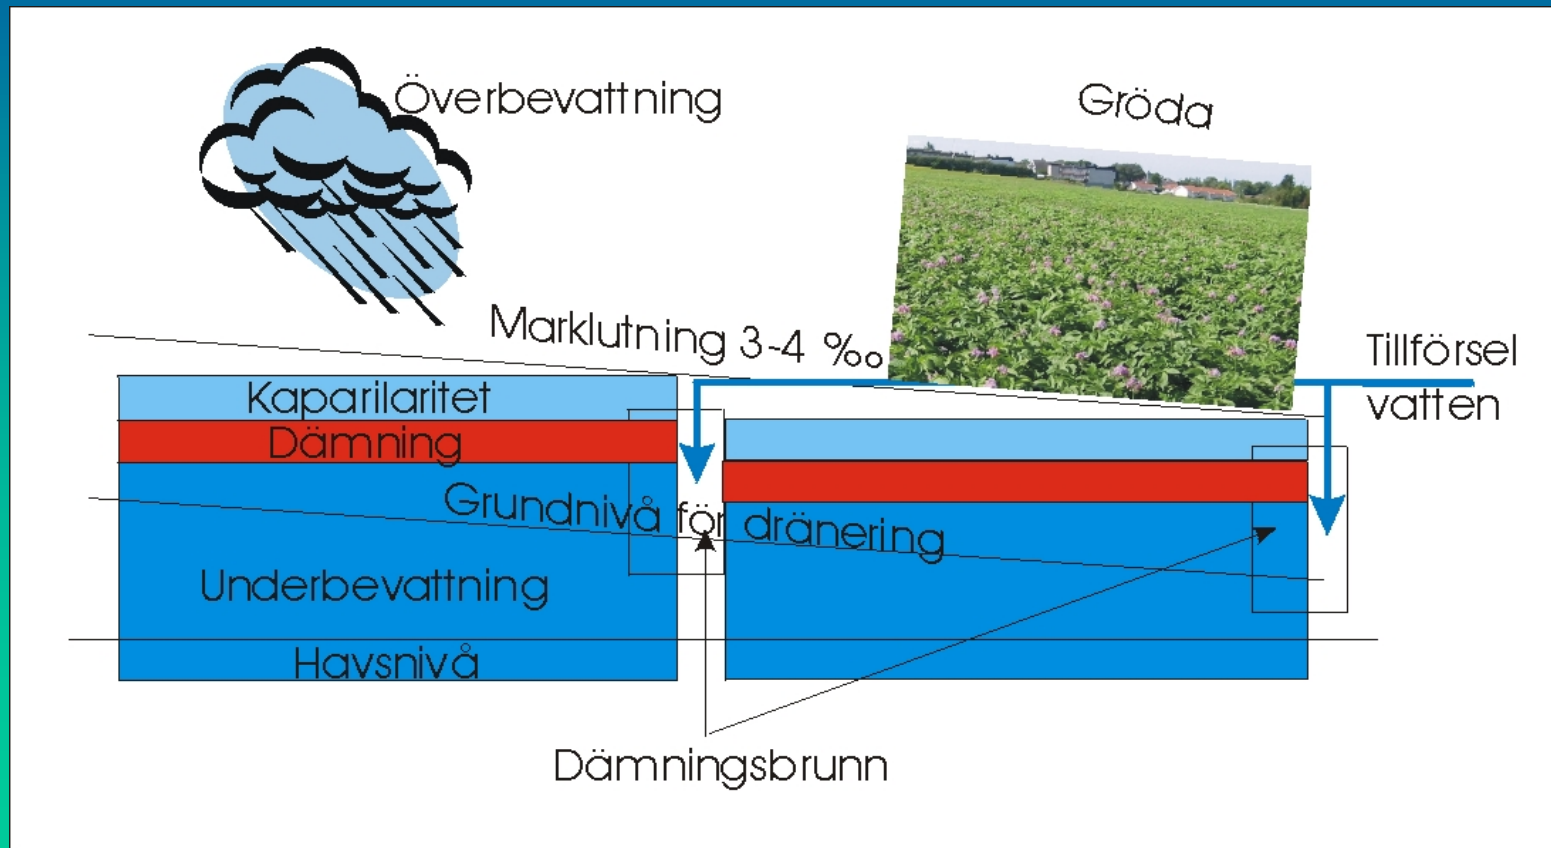 Överbevattning
Gröda
Marklutning 3-4 ‰
Tillförsel
vatten
Kaparilaritet
Dämning
Grundnivå för dränering
Underbevattning
Havsnivå
Dämningsbrunn